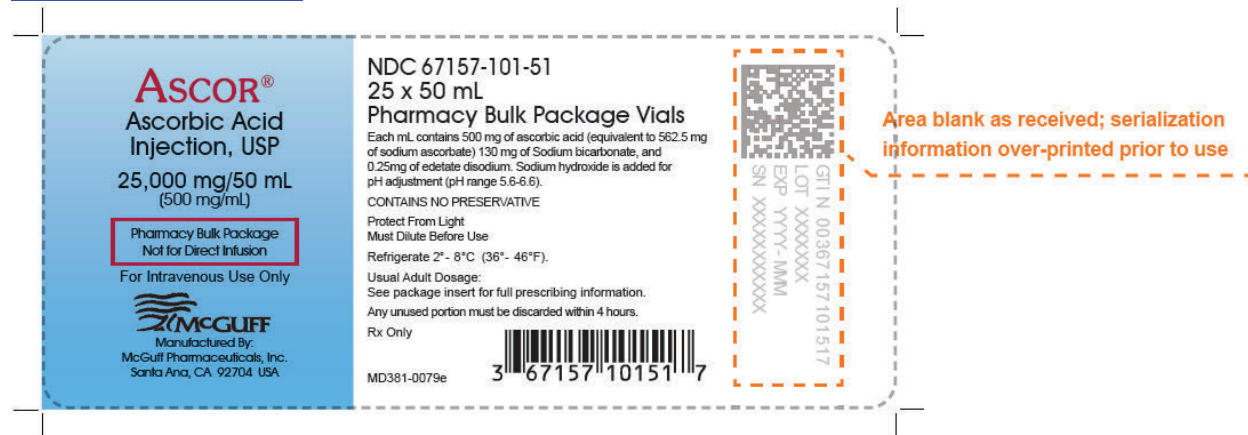 ASCOR®
Ascorbic Acid
Injection, USP
25,000 mg/50 mL
(500 mg/mL)
Pharmacy Bulk Package
Not for Direct Infusion
For Intravenous Use Only
McGUFF
Manufactured By:
McGuff Pharmaceuticals, Inc.
Santa Ana, CA 92704 USA
NDC 67157-101-51
25 x 50 mL
Pharmacy Bulk Package Vials
Each mL contains 500 mg of ascorbic acid (equivalent to 562.5 mg
of sodium ascorbate) 130 mg of Sodium bicarbonate, and
0.25mg of edetate disodium. Sodium hydroxide is added for
pH adjustment (pH range 5.6-6.6).
CONTAINS NO PRESERVATIVE
Protect From Light
Must Dilute Before Use
Refrigerate 2°- 8°C (36°- 46°F).
Usual Adult Dosage:
See package insert for full prescribing information.
Any unused portion must be discarded within 4 hours.
Rx Only
MD381-0079e
3 67157 10151 7
GTIN 00367157101517
LOT XXXXXXX
EXP YYYY-MMM
SN XXXXXXXXXX
Area blank as received; serialization
information over-printed prior to use